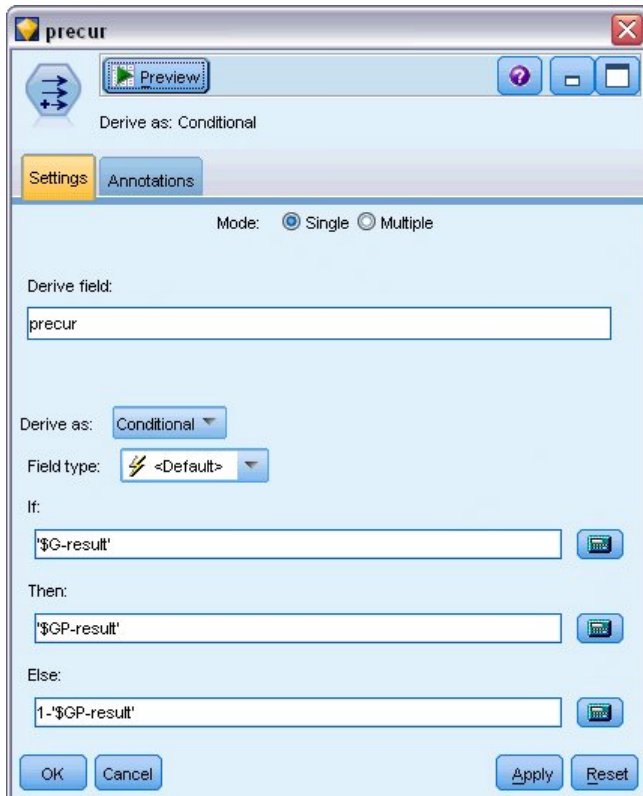 precur
Preview
?
Derive as: Conditional
Settings Annotations
Mode: Single Multiple
Derive field:
precur
Derive as: Conditional
Field type: <Default>
If:
'$G-result'
Then:
'$GP-result'
Else:
1-'$GP-result'
OK Cancel Apply Reset